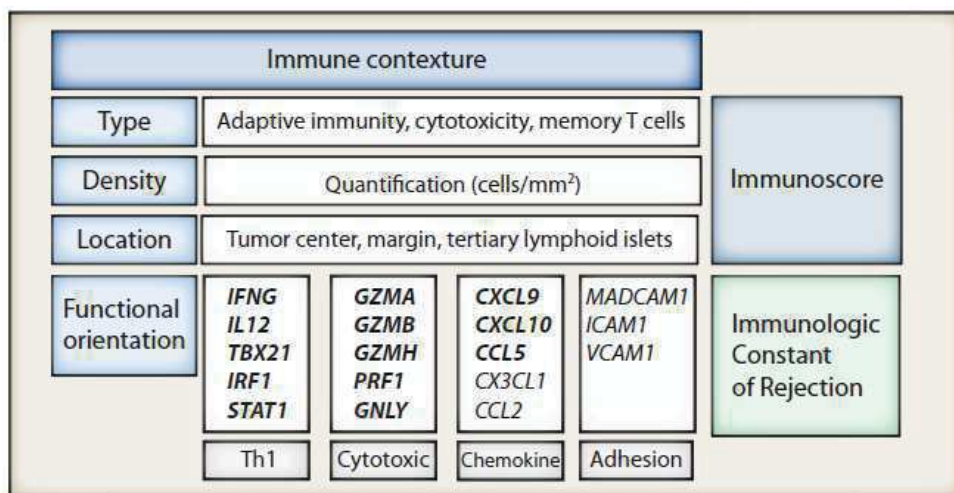 Immune contexture
Type
Adaptive immunity, cytotoxicity, memory T cells
Density
Quantification (cells/mm²)
Location
Tumor center, margin, tertiary lymphoid islets
Immunoscore
Functional
orientation
IFNG
IL12
TBX21
IRF1
STAT1
Th1
GZMA
GZMB
GZMH
PRF1
GNLY
Cytotoxic
CXCL9
CXCL10
CCL5
CX3CL1
CCL2
Chemokine
MADCAM1
ICAM1
VCAM1
Adhesion
Immunologic
Constant
of Rejection